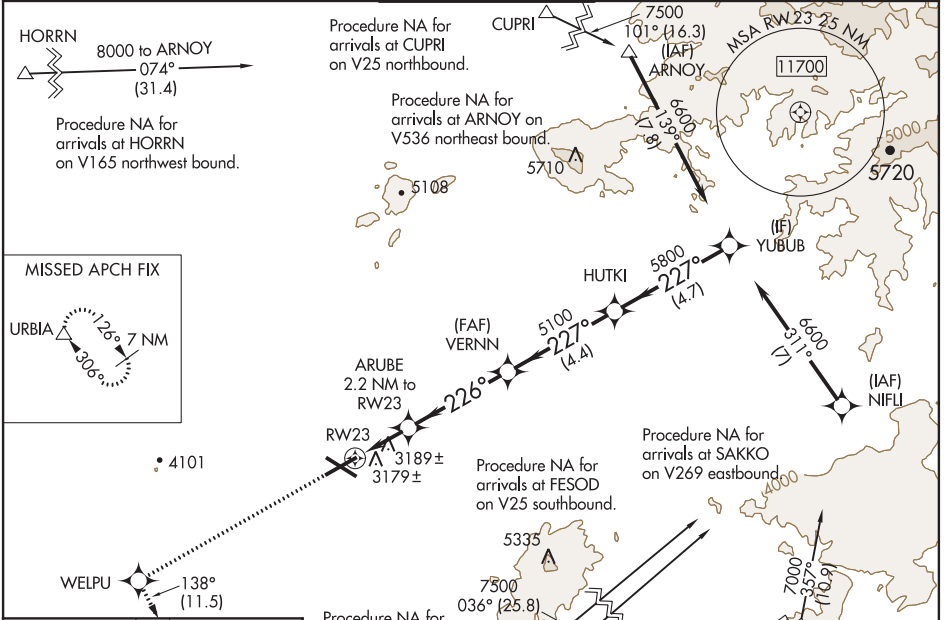 HORRN
8000 to ARNOY
074°
(31.4)
Procedure NA for
arrivals at HORRN
on V165 northwest bound.
Procedure NA for
arrivals at CUPRI
on V25 northbound.
CUPRI
7500
101° (16.3)
(IAF)
ARNOY
Procedure NA for
arrivals at ARNOY on
V536 northeast bound.
6600
139°
(7.8)
MSA RW23 25 NM
11700
5000
5720
5710
5108
(IF)
YUBUB
5800
227°
(4.7)
HUTKI
5100
227°
(4.4)
(FAF)
VERNN
226°
ARUBE
2.2 NM to
RW23
RW23
3189±
3179±
MISSED APCH FIX
URBIA
126°
7 NM
306°
6600
311°
(7)
(IAF)
NIFLI
4101
Procedure NA for
arrivals at SAKKO
on V269 eastbound.
Procedure NA for
arrivals at FESOD
on V25 southbound.
4000
5335
7500
036° (25.8)
7000
357°
(10.9)
WELPU
138°
(11.5)
Procedure NA for